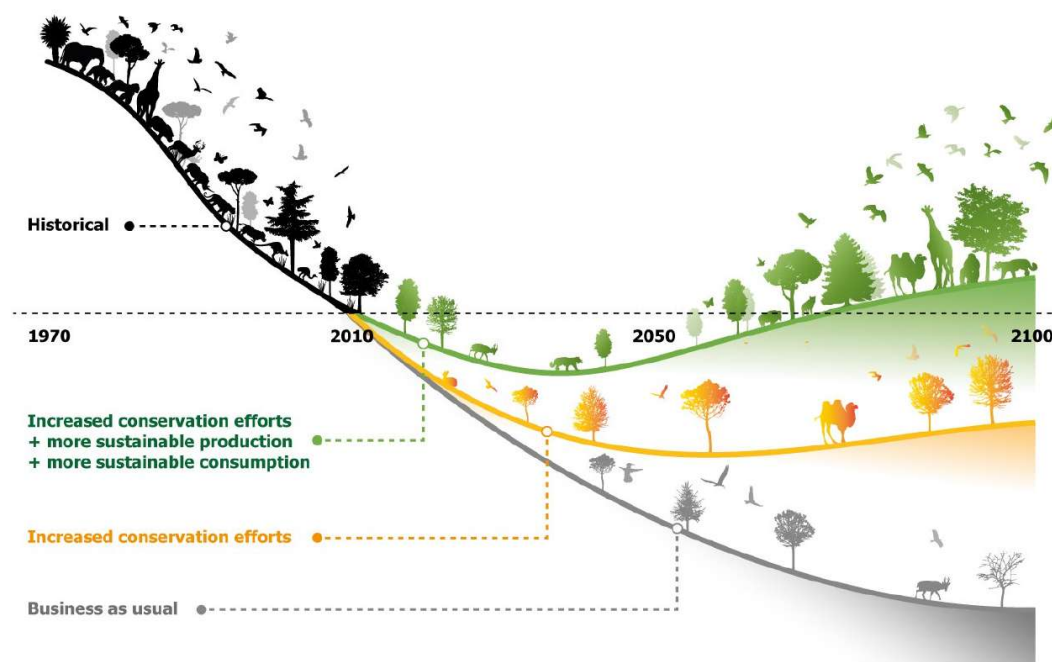 Historical
1970
2010
2050
2100
Increased conservation efforts
+ more sustainable production
+ more sustainable consumption
Increased conservation efforts
Business as usual